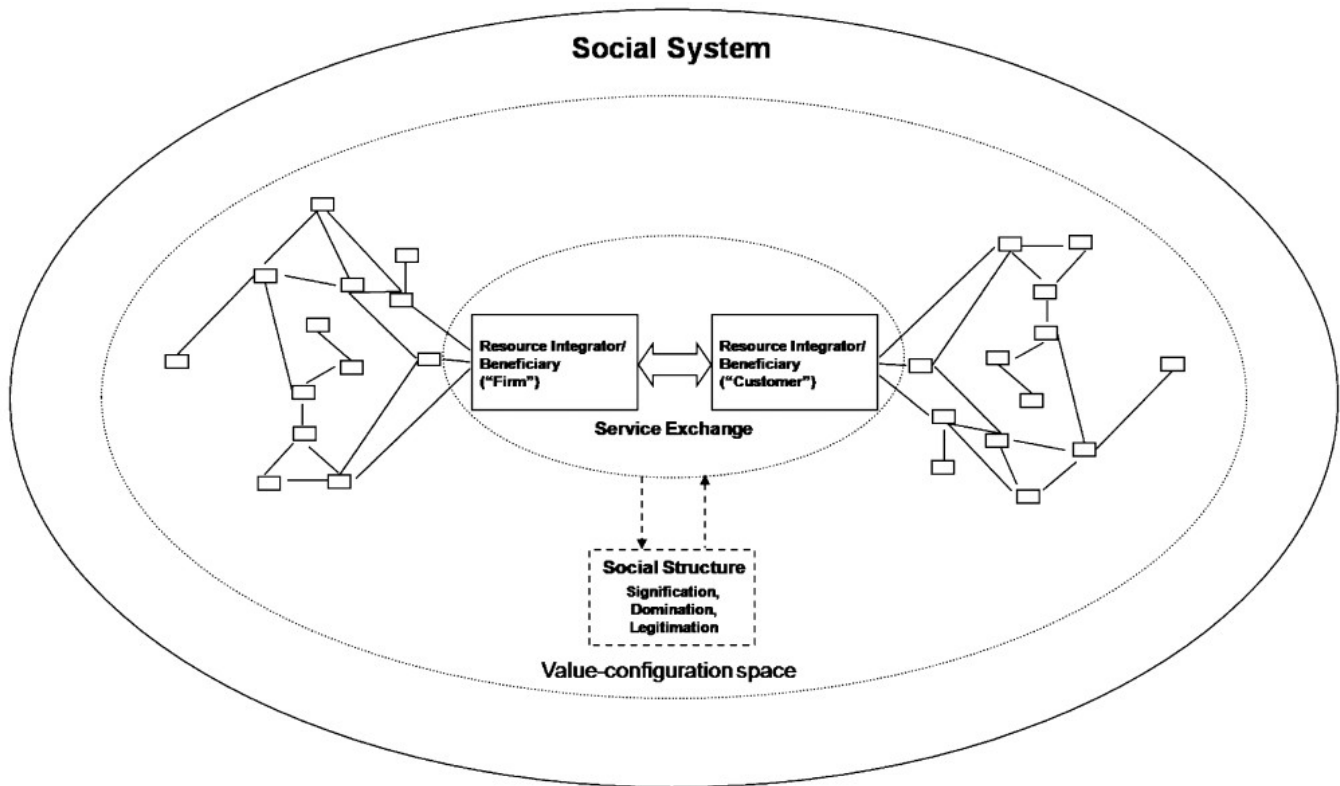 Social System
Resource Integrator/
Beneficiary
(“Firm”)
Resource Integrator/
Beneficiary
(“Customer”)
Service Exchange
Social Structure
Signification,
Domination,
Legitimation
Value-configuration space